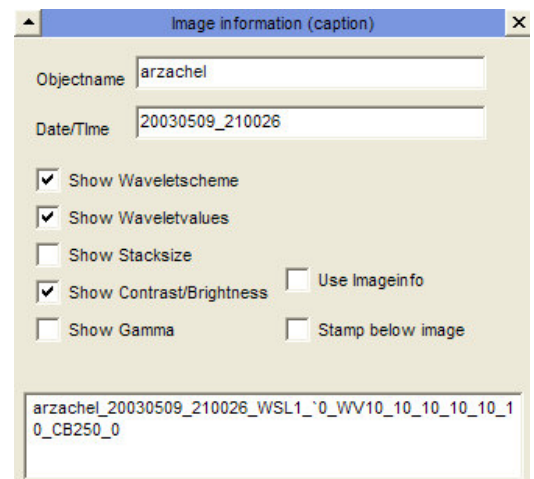 Image information (caption)
Objectname
arzachel
Date/TIme
20030509_210026
Show Waveletscheme
Show Waveletvalues
Show Stacksize
Show Contrast/Brightness
Use Imageinfo
Show Gamma
Stamp below image
arzachel_20030509_210026_WSL1_`0_WV10_10_10_10_10_1
0_CB250_0